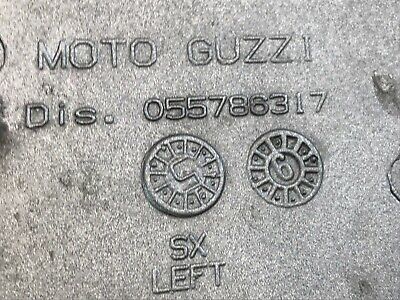 MOTO GUZZI
Dis. 055786317
SX
LEFT